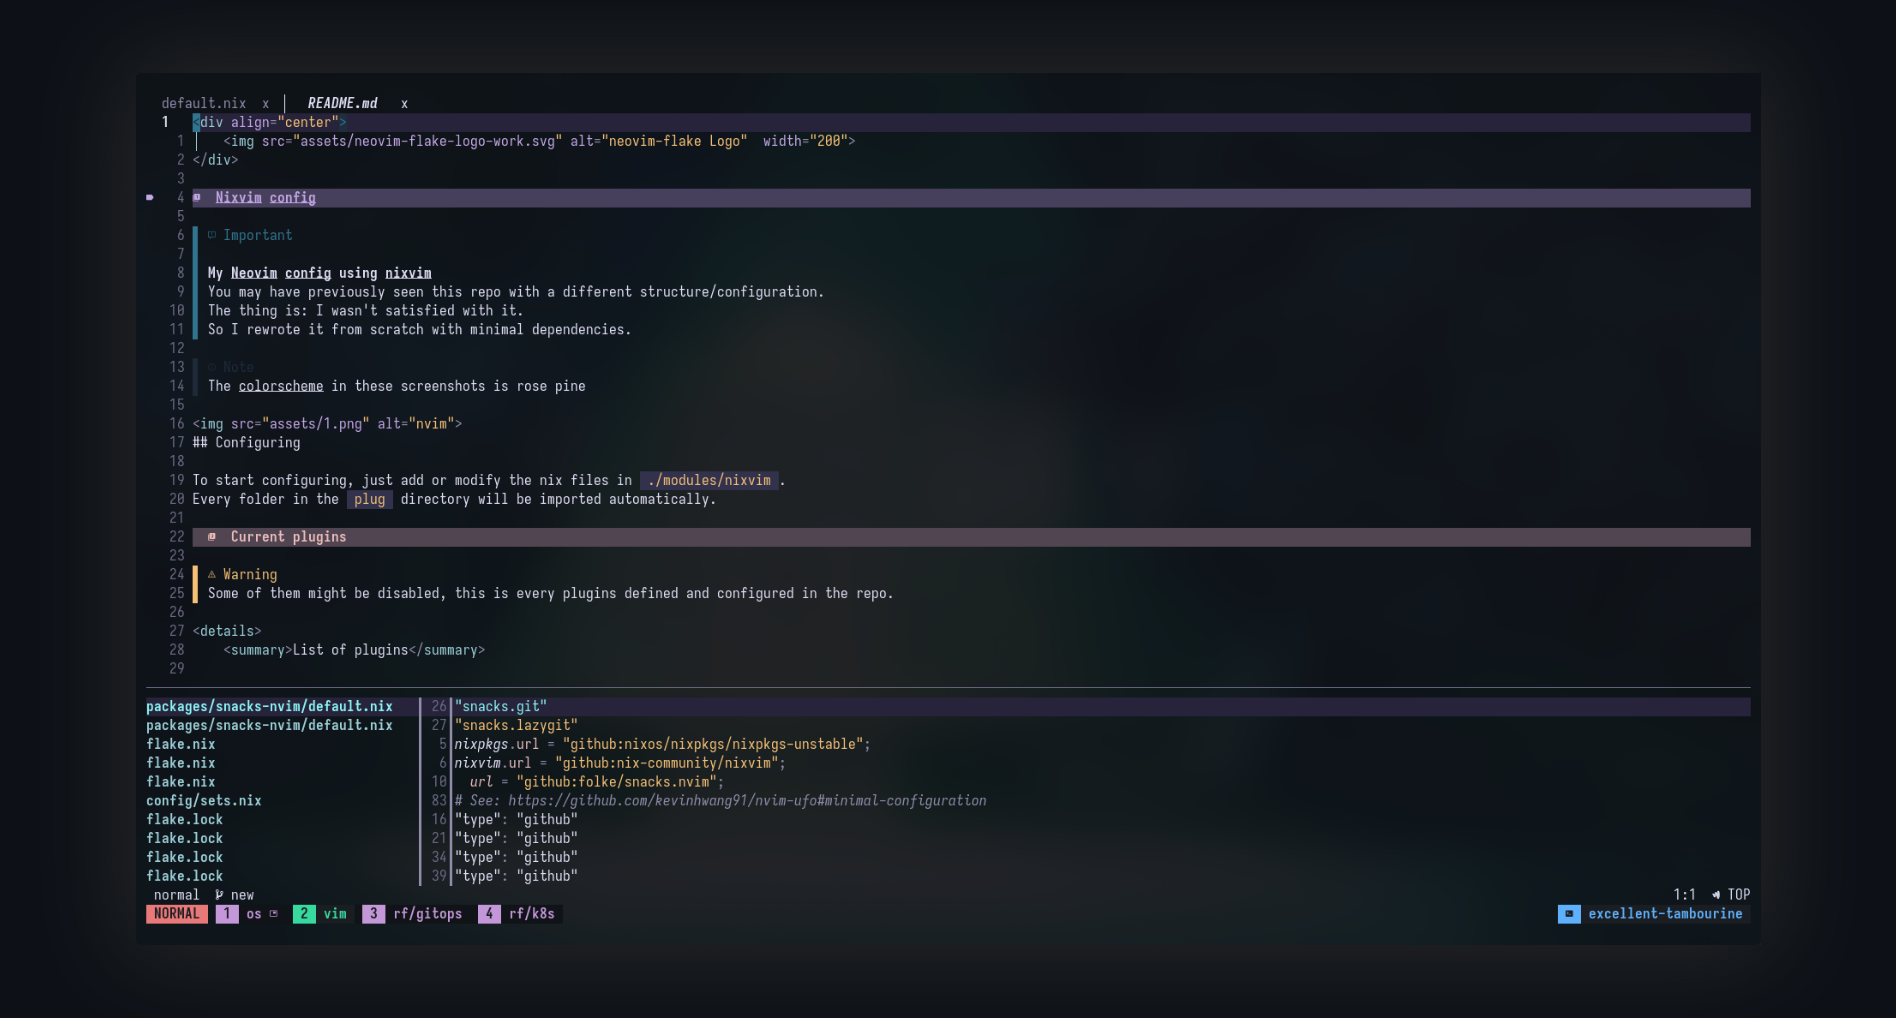 default.nix x │ README.md x
1 <div align="center">
1 <img src="assets/neovim-flake-logo-work.svg" alt="neovim-flake Logo"  width="200">
2 </div>
3
4 Nixvim config
5
6 Important
7
8 My Neovim config using nixvim
9 You may have previously seen this repo with a different structure/configuration.
10 The thing is: I wasn't satisfied with it.
11 So I rewrote it from scratch with minimal dependencies.
12
13 Note
14 The colorscheme in these screenshots is rose pine
15
16 <img src="assets/1.png" alt="nvim">
17 ## Configuring
18
19 To start configuring, just add or modify the nix files in ./modules/nixvim .
20 Every folder in the plug directory will be imported automatically.
21
22 Current plugins
23
24 Warning
25 Some of them might be disabled, this is every plugins defined and configured in the repo.
26
27 <details>
28 <summary>List of plugins</summary>
29
packages/snacks-nvim/default.nix 26 "snacks.git"
packages/snacks-nvim/default.nix 27 "snacks.lazygit"
flake.nix 5 nixpkgs.url = "github:nixos/nixpkgs/nixpkgs-unstable";
flake.nix 6 nixvim.url = "github:nix-community/nixvim";
flake.nix 10 url = "github:folke/snacks.nvim";
config/sets.nix 83 # See: https://github.com/kevinhwang91/nvim-ufo#minimal-configuration
flake.lock 16 "type": "github"
flake.lock 21 "type": "github"
flake.lock 34 "type": "github"
flake.lock 39 "type": "github"
normal new 1:1 TOP
NORMAL 1 os 2 vim 3 rf/gitops 4 rf/k8s excellent-tambourine